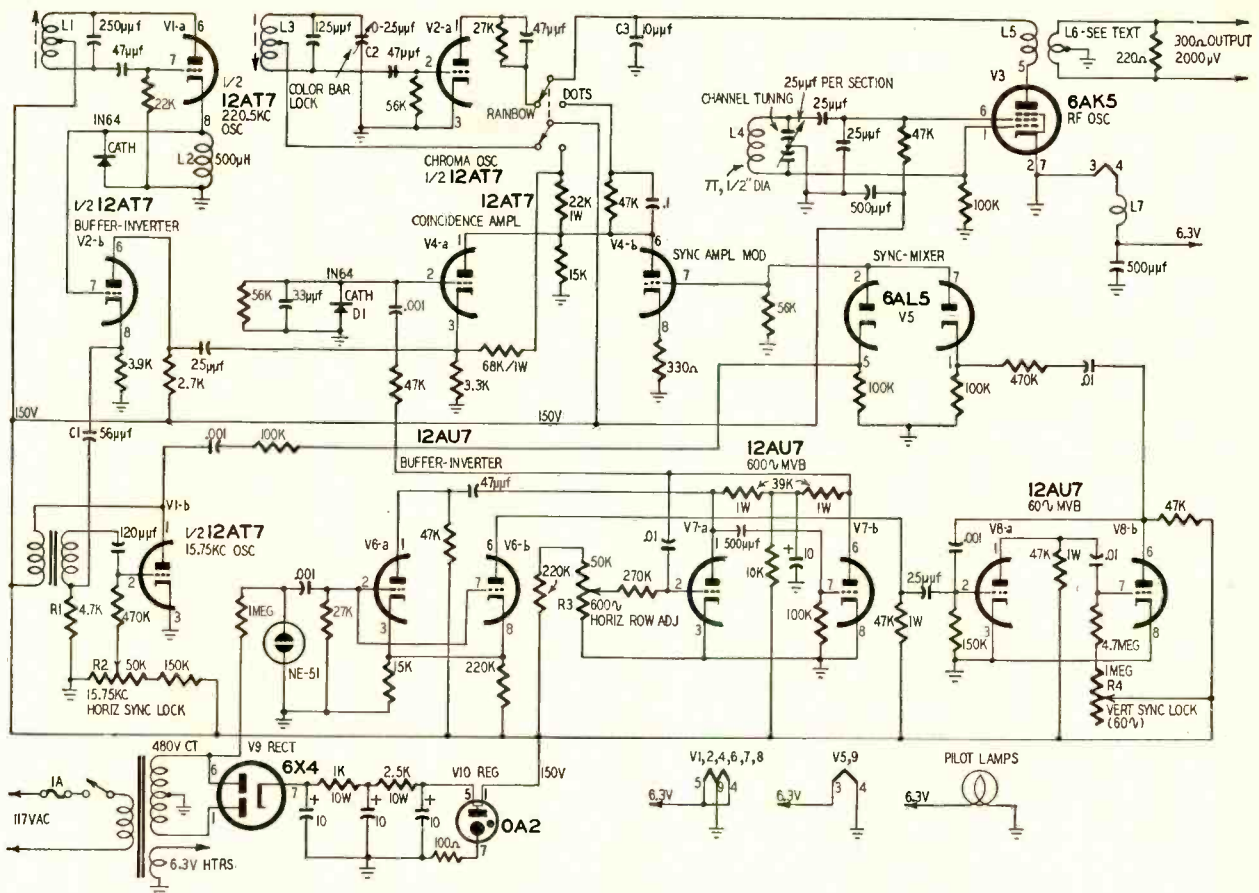 L1
250µµf
V1-a
6
47µµf
7
22K
1/2
12AT7
220.5KC
OSC
8
IN64
CATH
L2
500µH
L3
125µµf
0-25µµf
C2
COLOR BAR
LOCK
47µµf
V2-a
1
2
3
27K
47µµf
56K
RAINBOW
DOTS
CHROMA OSC
1/2 12AT7
C3
10µµf
L5
L6-SEE TEXT
220Ω
300Ω OUTPUT
2000µV
V3
5
6AK5
RF OSC
6
1
2
7
25µµf PER SECTION
CHANNEL TUNING
25µµf
25µµf
L4
7T, 1/2" DIA
47K
500µµf
100K
3
4
L7
6.3V
500µµf
1/2 12AT7
BUFFER-INVERTER
V2-b
6
7
8
3.9K
2.7K
25µµf
56K
33µµf
IN64
CATH
D1
.001
12AT7
COINCIDENCE AMPL
V4-a
1
2
3
22K
1W
47K
.1
15K
V4-b
6
7
8
SYNC AMPL MOD
68K/1W
3.3K
330Ω
56K
SYNC-MIXER
2
7
6AL5
V5
5
1
100K
100K
470K
.01
47K
150V
150V
C1
56µµf
.001
100K
V1-b
1
1/2 12AT7
15.75KC OSC
120µµf
2
3
R1
4.7K
470K
R2
50K
150K
15.75KC
HORIZ SYNC LOCK
12AU7
BUFFER-INVERTER
47µµf
V6-a
1
2
3
47K
6
V6-b
7
8
.001
1MEG
27K
NE-51
15K
220K
220K
50K
R3
270K
600~
HORIZ ROW ADJ
.01
12AU7
600~ MVB
39K
1W
1W
V7-a
1
2
3
500µµf
10K
+
10
V7-b
6
7
8
100K
25µµf
47K
1W
12AU7
60~ MVB
V8-a
1
2
3
.001
150K
47K
1W
.01
V8-b
6
7
8
47K
4.7MEG
1MEG
R4
VERT SYNC LOCK
(60~)
1A
117VAC
480V CT
V9 RECT
6
1
6X4
7
1K
10W
2.5K
10W
+
10
+
10
+
10
V10 REG
5
1
150V
0A2
7
100Ω
6.3V HTRS
V1,2,4,6,7,8
5
9
4
6.3V
V5,9
3
4
6.3V
PILOT LAMPS
6.3V